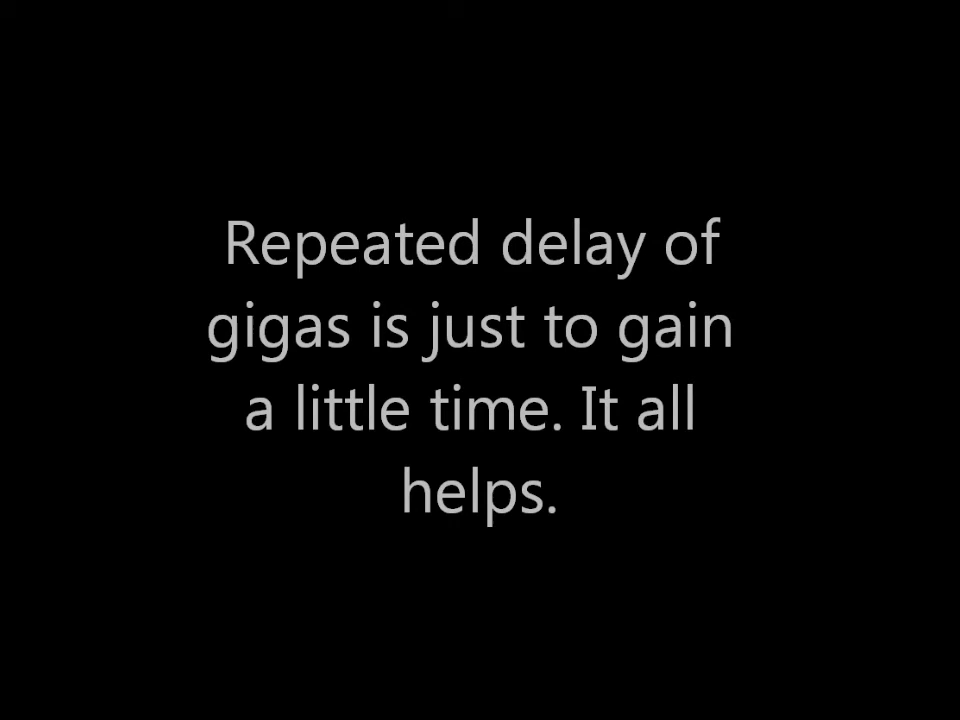 Repeated delay of
gigas is just to gain
a little time. It all
helps.